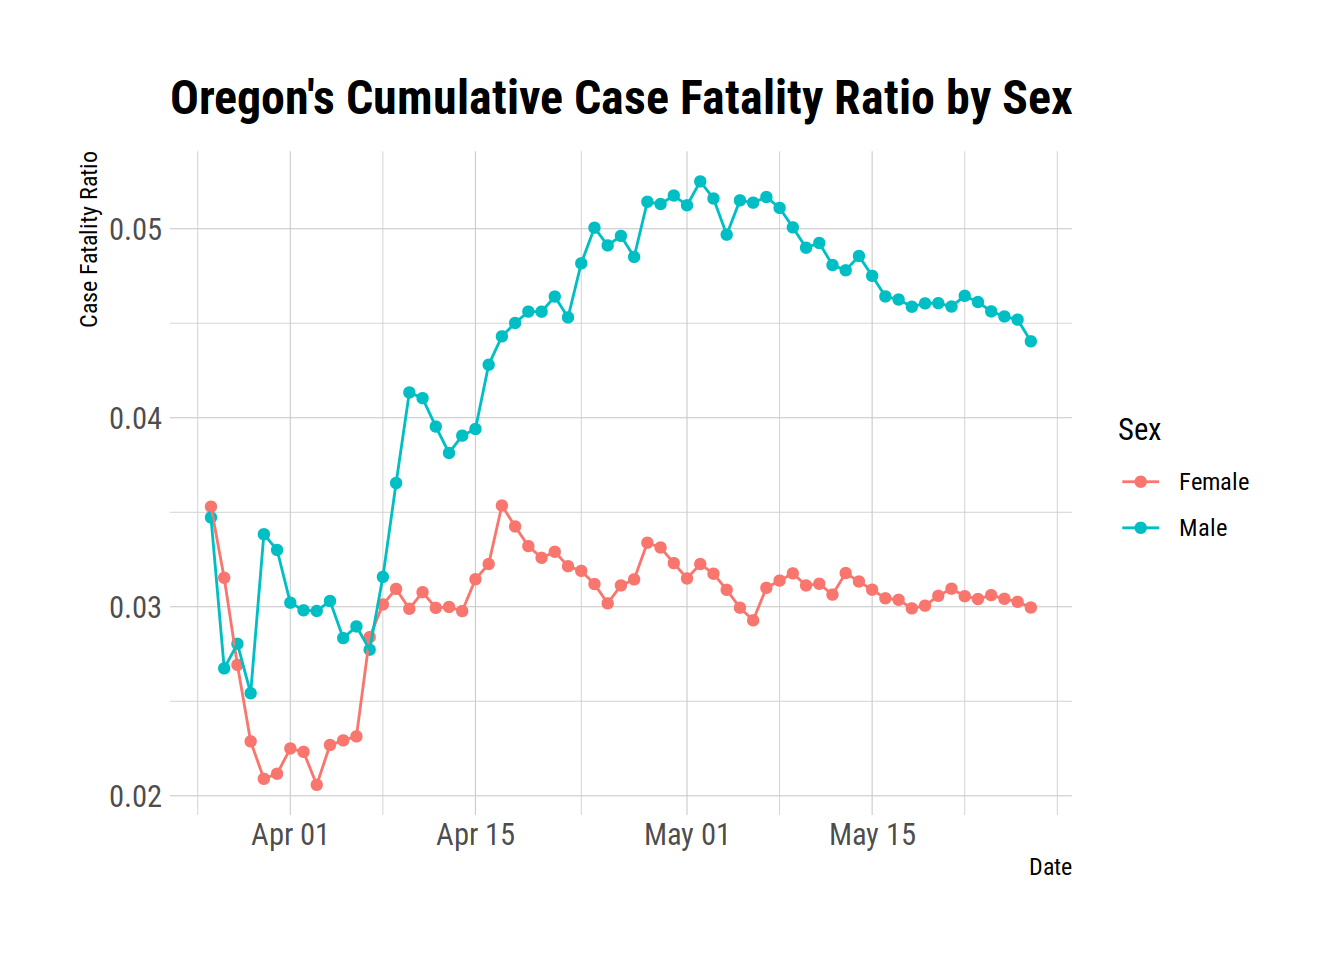 Oregon's Cumulative Case Fatality Ratio by Sex
Case Fatality Ratio
0.05
0.04
0.03
0.02
Apr 01
Apr 15
May 01
May 15
Date
Sex
Female
Male